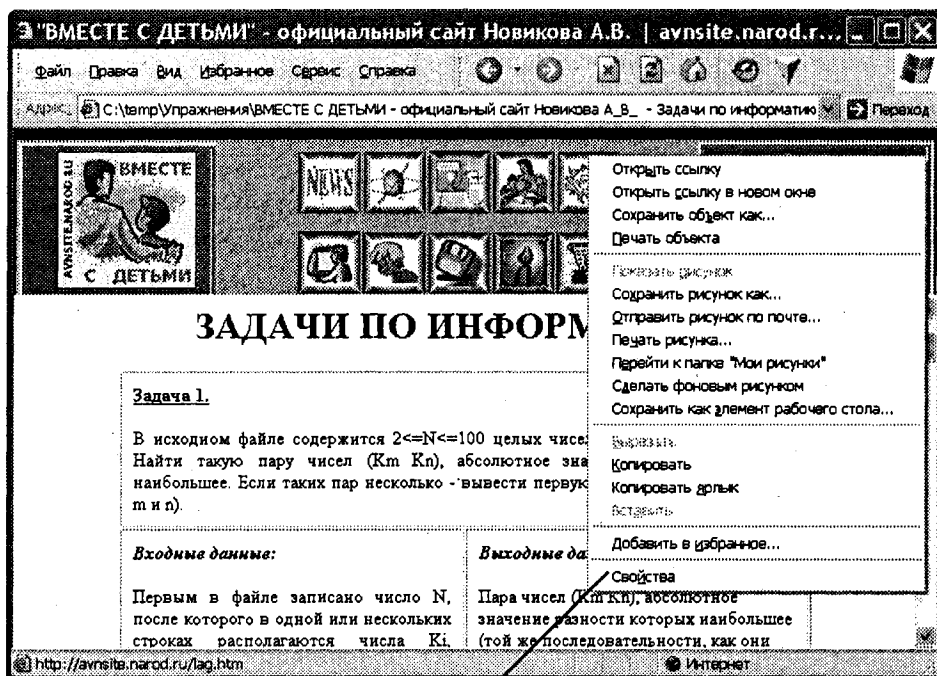 "ВМЕСТЕ С ДЕТЬМИ" - официальный сайт Новикова А.В. | avnsite.narod.r...
Файл Правка Вид Избранное Сервис Справка
Адрес: C:\temp\Упражнения\ВМЕСТЕ С ДЕТЬМИ - официальный сайт Новикова А_В_ - Задачи по информатию Переход
AVNSITE.NAROD.RU
ВМЕСТЕ
С ДЕТЬМИ
NEWS
Открыть ссылку
Открыть ссылку в новом окне
Сохранить объект как...
Печать объекта
Показать рисунок
Сохранить рисунок как...
Отправить рисунок по почте...
Печать рисунка...
Перейти к папке "Мои рисунки"
Сделать фоновым рисунком
Сохранить как элемент рабочего стола...
Вырезать
Копировать
Копировать ярлык
Вставить
Добавить в избранное...
Свойства
ЗАДАЧИ ПО ИНФОРМ
Задача 1.
В исходном файле содержится 2<=N<=100 целых чисе
Найти такую пару чисел (Km Kn), абсолютное зна
наибольшее. Если таких пар несколько - вывести первую
m и n).
Входные данные:
Первым в файле записано число N,
после которого в одной или нескольких
строках располагаются числа Ki,
Выходные да
Пара чисел (Km Kn), абсолютное
значение разности которых наибольшее
(той же последовательности, как они
http://avnsite.narod.ru/lag.htm Интернет